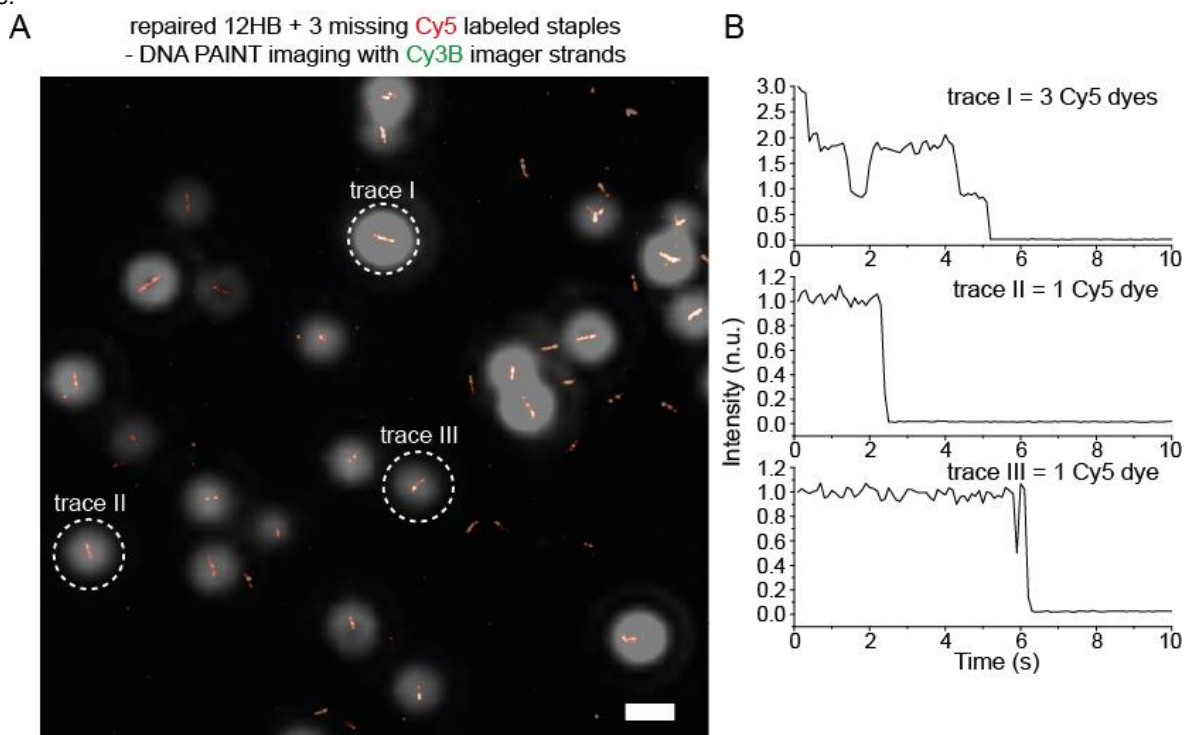 A
repaired 12HB + 3 missing Cy5 labeled staples
- DNA PAINT imaging with Cy3B imager strands
trace I
trace III
trace II
B
Intensity (n.u.)
trace I = 3 Cy5 dyes
3.0
2.5
2.0
1.5
1.0
0.5
0.0
0 2 4 6 8 10
trace II = 1 Cy5 dye
1.2
1.0
0.8
0.6
0.4
0.2
0.0
0 2 4 6 8 10
trace III = 1 Cy5 dye
1.2
1.0
0.8
0.6
0.4
0.2
0.0
0 2 4 6 8 10
Time (s)